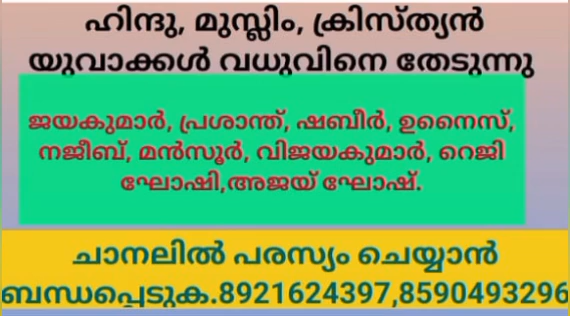 ഹിന്ദു, മുസ്ലിം, ക്രിസ്ത്യൻ
യുവാക്കൾ വധുവിനെ തേടുന്നു
ജയകുമാർ, പ്രശാന്ത്, ഷബീർ, ഉനൈസ്,
നജീബ്, മൻസൂർ, വിജയകുമാർ, റെജി
ഘോഷി,അജയ് ഘോഷ്.
ചാനലിൽ പരസ്യം ചെയ്യാൻ
ബന്ധപ്പെടുക.8921624397,8590493296